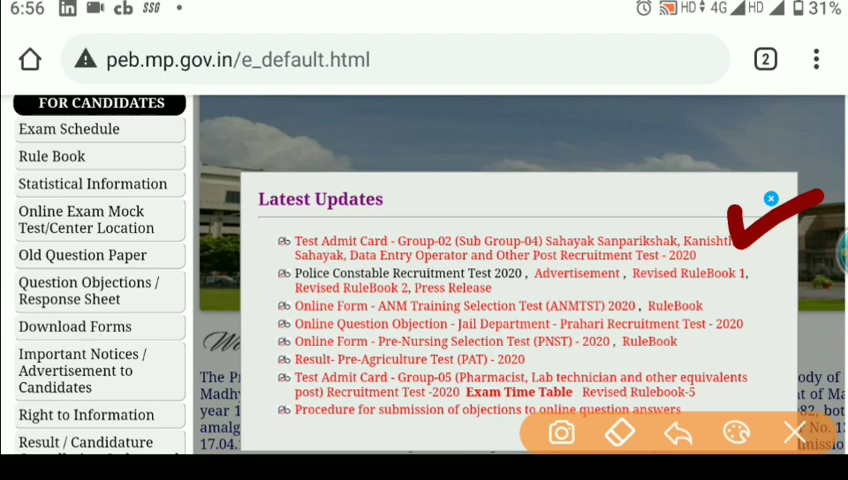 6:56 in cb SSG HD 4G HD 31%
peb.mp.gov.in/e_default.html 2
FOR CANDIDATES
Exam Schedule
Rule Book
Statistical Information
Online Exam Mock
Test/Center Location
Old Question Paper
Question Objections /
Response Sheet
Download Forms
Important Notices /
Advertisement to
Candidates
Right to Information
Result / Candidature
Latest Updates
Test Admit Card - Group-02 (Sub Group-04) Sahayak Sanparikshak,
Sahayak, Data Entry Operator and Other Post Recruitment Test - 2020
Police Constable Recruitment Test 2020 , Advertisement , Revised RuleBook 1,
Revised RuleBook 2, Press Release
Online Form - ANM Training Selection Test (ANMTST) 2020 , RuleBook
Online Question Objection - Jail Department - Prahari Recruitment Test - 2020
Online Form - Pre-Nursing Selection Test (PNST) - 2020 , RuleBook
Result- Pre-Agriculture Test (PAT) - 2020
Test Admit Card - Group-05 (Pharmacist, Lab technician and other equivalents
post) Recruitment Test -2020 Exam Time Table Revised Rulebook-5
Procedure for submission of objections to online question answers
The
year
17.04.